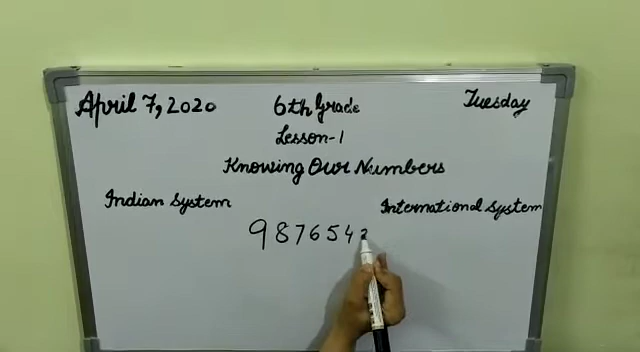 April 7, 2020 6th Grade Tuesday
Lesson-1
Knowing Our Numbers
Indian System International System
987654